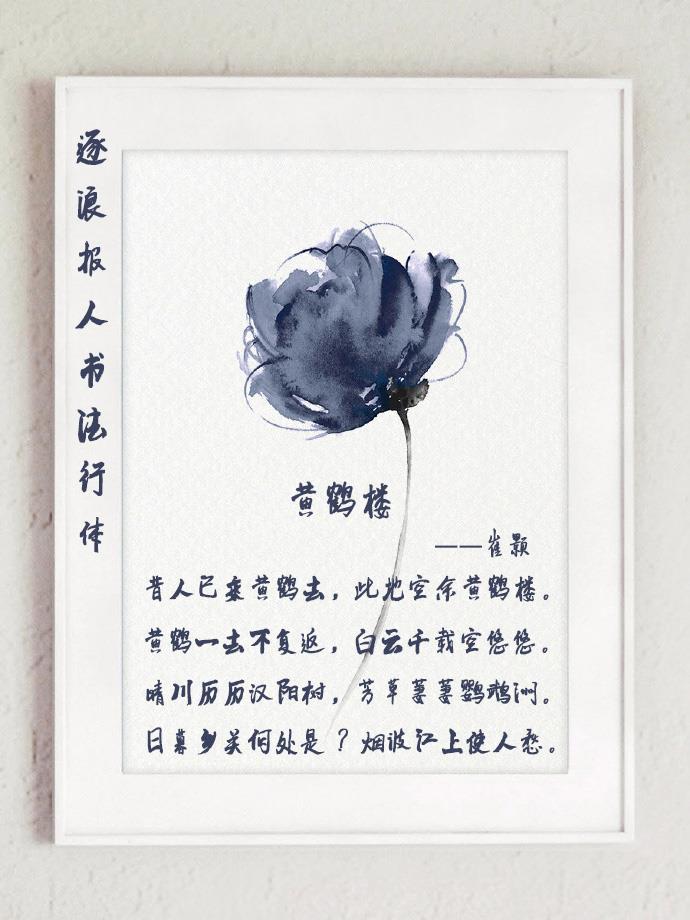 逐浪报人书法行体
黄鹤楼
——崔颢
昔人已乘黄鹤去，此地空余黄鹤楼。
黄鹤一去不复返，白云千载空悠悠。
晴川历历汉阳树，芳草萋萋鹦鹉洲。
日暮乡关何处是？烟波江上使人愁。